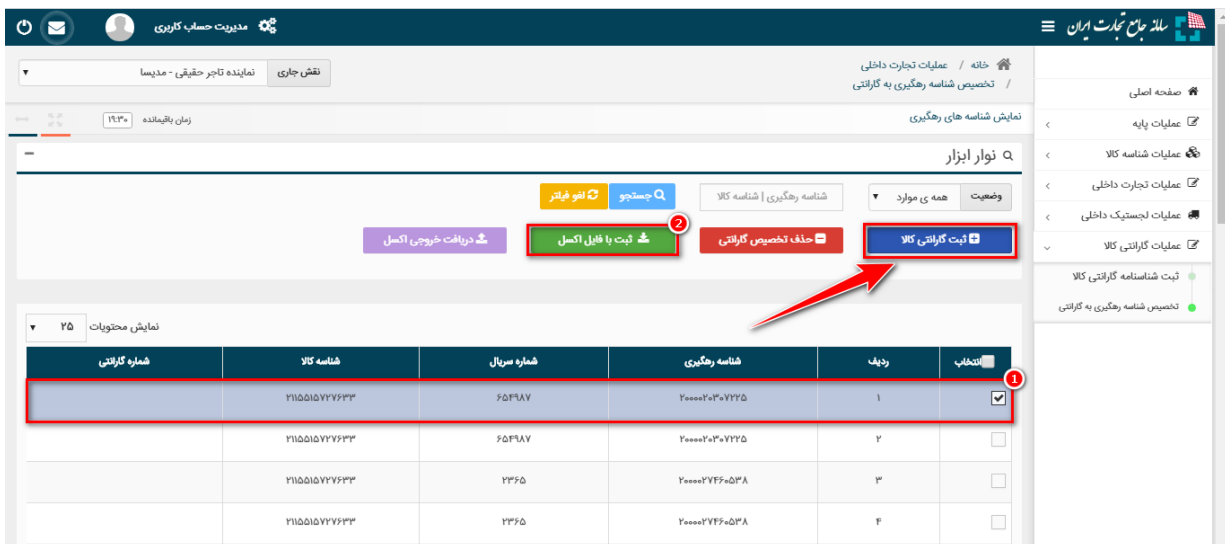 سامانه جامع تجارت ایران
مدیریت حساب کاربری
خانه / عملیات تجارت داخلی
/ تخصیص شناسه رهگیری به گارانتی
نقش جاری
نماینده تاجر حقیقی - مدیسا
نمایش شناسه های رهگیری
زمان باقیمانده ۱۹:۳۰
صفحه اصلی
عملیات پایه
عملیات شناسه کالا
عملیات تجارت داخلی
عملیات لجستیک داخلی
عملیات گارانتی کالا
ثبت شناسنامه گارانتی کالا
تخصیص شناسه رهگیری به گارانتی
نوار ابزار
وضعیت
همه ی موارد
شناسه رهگیری | شناسه کالا
جستجو
لغو فیلتر
ثبت گارانتی کالا
حذف تخصیص گارانتی
2
ثبت با فایل اکسل
دریافت خروجی اکسل
نمایش محتویات ۲۵
انتخاب ردیف شناسه رهگیری شماره سریال شناسه کالا شماره گارانتی
1
۱ ۲۰۰۰۰۲۰۳۰۷۲۲۵ ۶۵۴۹۸۷ ۲۱۱۵۵۱۵۷۲۷۶۳۳
۲ ۲۰۰۰۰۲۰۳۰۷۲۲۵ ۶۵۴۹۸۷ ۲۱۱۵۵۱۵۷۲۷۶۳۳
۳ ۲۰۰۰۰۲۷۴۶۰۵۳۸ ۲۳۶۵ ۲۱۱۵۵۱۵۷۲۷۶۳۳
۴ ۲۰۰۰۰۲۷۴۶۰۵۳۸ ۲۳۶۵ ۲۱۱۵۵۱۵۷۲۷۶۳۳